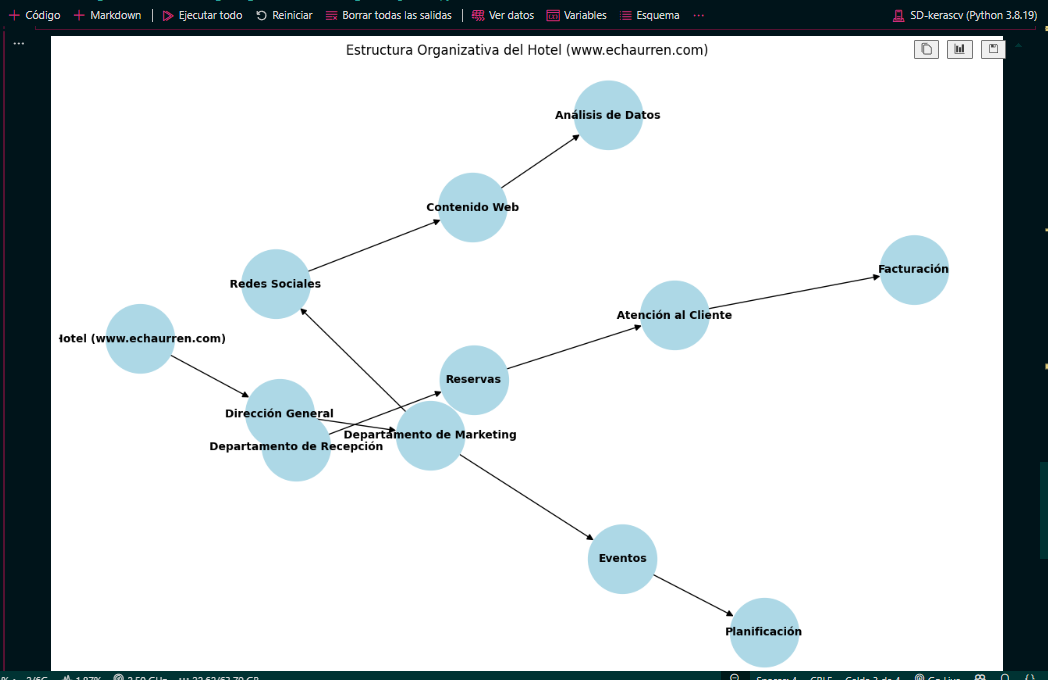 Código
Markdown
Ejecutar todo
Reiniciar
Borrar todas las salidas
Ver datos
Variables
Esquema
SD-kerascv (Python 3.8.19)
Estructura Organizativa del Hotel (www.echaurren.com)
Análisis de Datos
Contenido Web
Facturación
Redes Sociales
Atención al Cliente
Hotel (www.echaurren.com)
Reservas
Dirección General
Departamento de Marketing
Departamento de Recepción
Eventos
Planificación